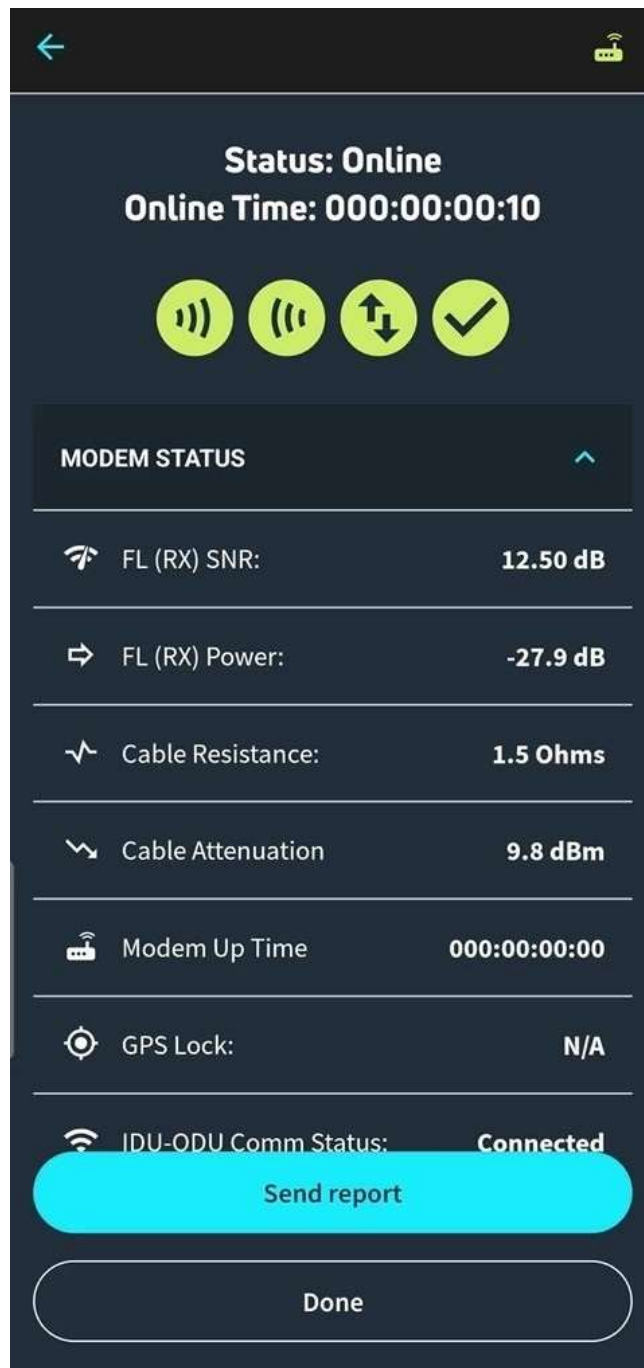 Status: Online
Online Time: 000:00:00:10
MODEM STATUS
FL (RX) SNR: 12.50 dB
FL (RX) Power: -27.9 dB
Cable Resistance: 1.5 Ohms
Cable Attenuation 9.8 dBm
Modem Up Time 000:00:00:00
GPS Lock: N/A
IDU-ODU Comm Status: Connected
Send report
Done